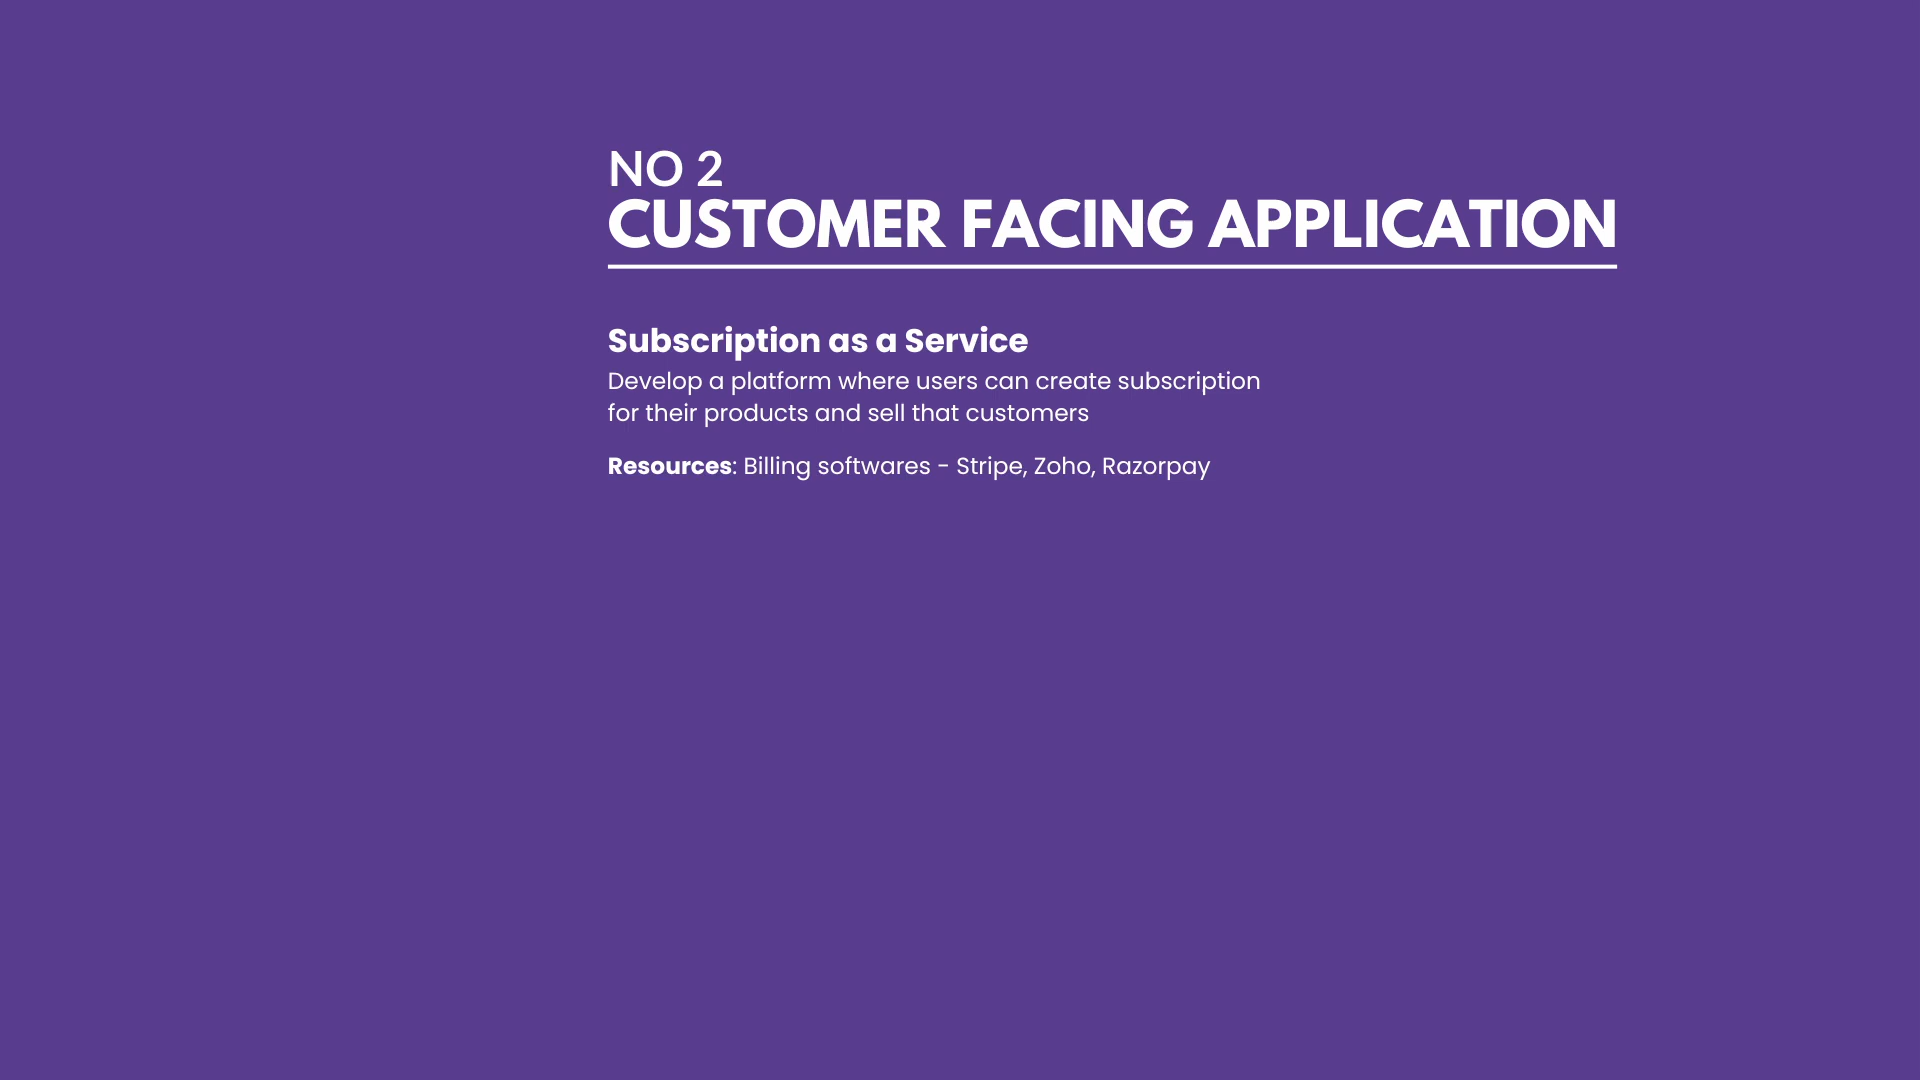 NO 2
CUSTOMER FACING APPLICATION
Subscription as a Service
Develop a platform where users can create subscription
for their products and sell that customers
Resources: Billing softwares - Stripe, Zoho, Razorpay